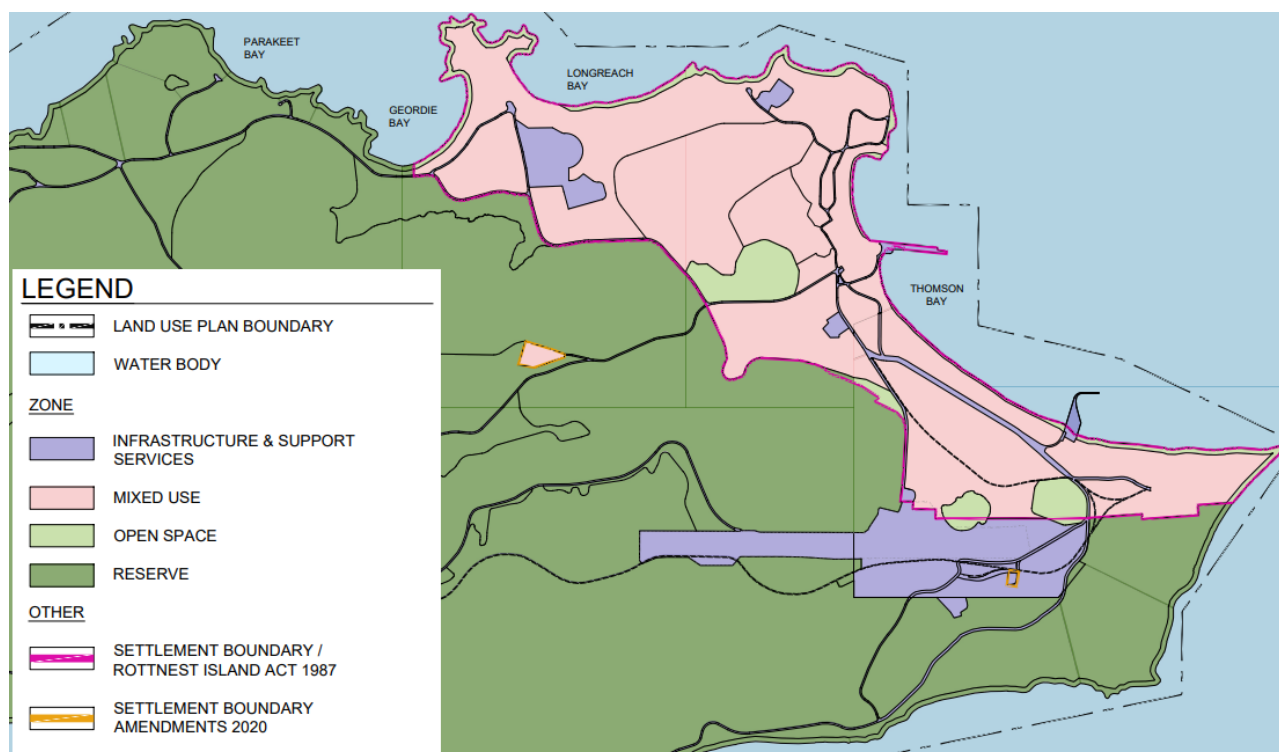 PARAKEET
BAY
GEORDIE
BAY
LONGREACH
BAY
THOMSON
BAY
LEGEND
LAND USE PLAN BOUNDARY
WATER BODY
ZONE
INFRASTRUCTURE & SUPPORT
SERVICES
MIXED USE
OPEN SPACE
RESERVE
OTHER
SETTLEMENT BOUNDARY /
ROTTNEST ISLAND ACT 1987
SETTLEMENT BOUNDARY
AMENDMENTS 2020